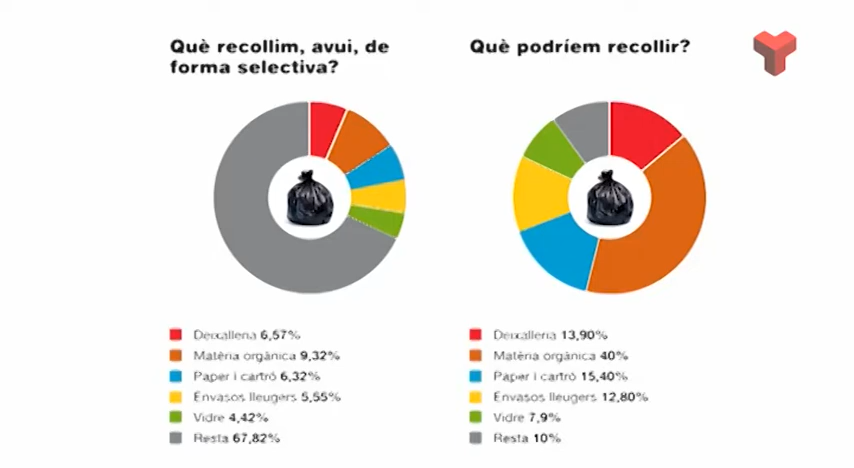 Què recollim, avui, de
forma selectiva?
Deixalleria 6,57%
Matèria orgànica 9,32%
Paper i cartró 6,32%
Envasos lleugers 5,55%
Vidre 4,42%
Resta 67,82%
Què podríem recollir?
Deixalleria 13,90%
Matèria orgànica 40%
Paper i cartró 15,40%
Envasos lleugers 12,80%
Vidre 7,9%
Resta 10%